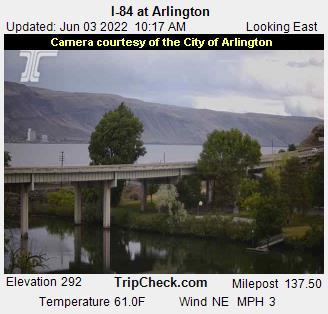 I-84 at Arlington
Updated: Jun 03 2022 10:17 AM Looking East
Camera courtesy of the City of Arlington
Elevation 292 TripCheck.com Milepost 137.50
Temperature 61.0F Wind NE MPH 3